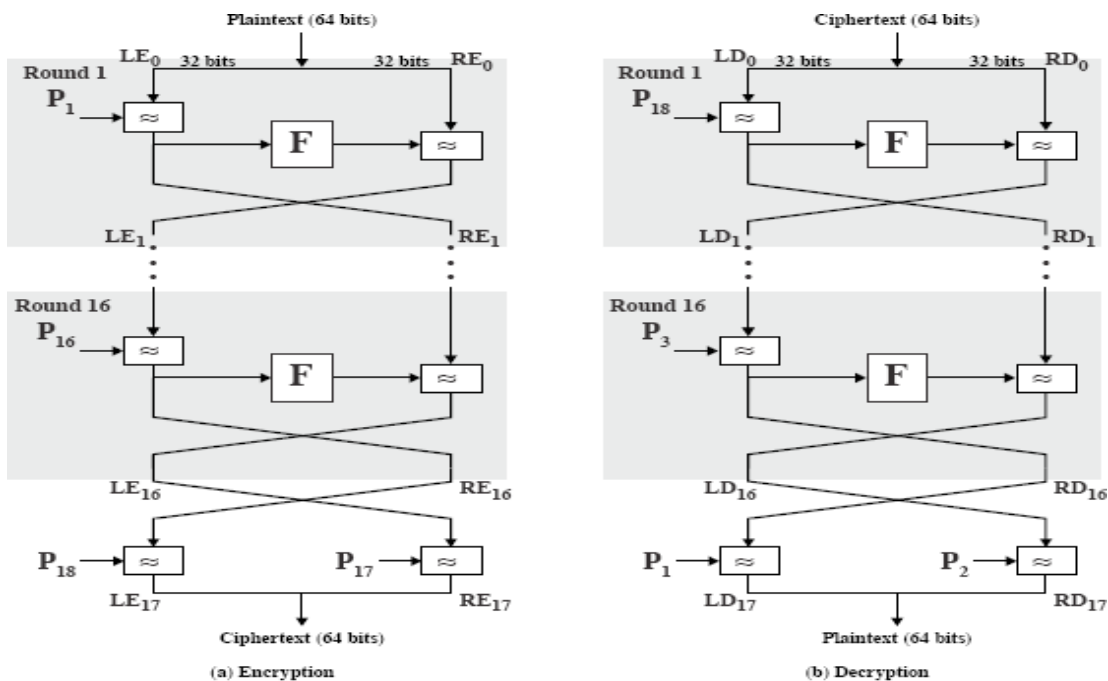 Plaintext (64 bits)
LE0 32 bits 32 bits RE0
Round 1
P1
≈
F
≈
LE1 RE1
Round 16
P16
≈
F
≈
LE16 RE16
P18 ≈ P17 ≈
LE17 RE17
Ciphertext (64 bits)
(a) Encryption
Ciphertext (64 bits)
LD0 32 bits 32 bits RD0
Round 1
P18
≈
F
≈
LD1 RD1
Round 16
P3
≈
F
≈
LD16 RD16
P1 ≈ P2 ≈
LD17 RD17
Plaintext (64 bits)
(b) Decryption